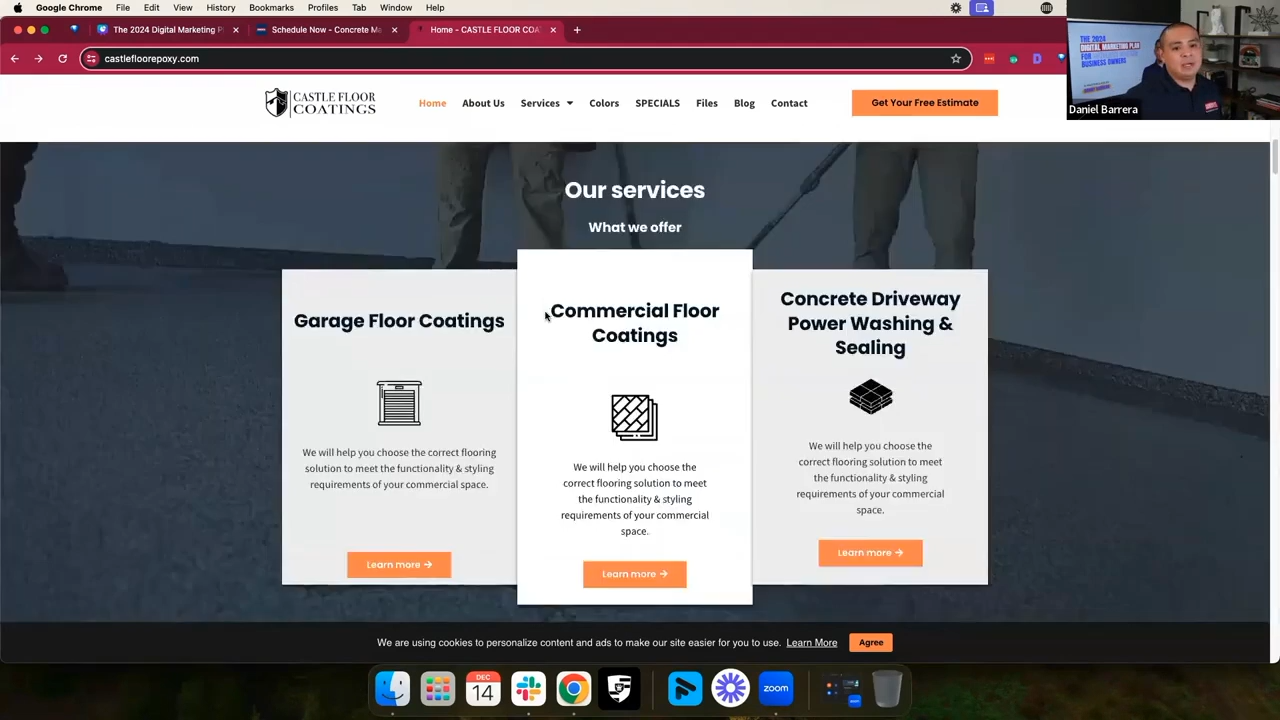 Google Chrome File Edit View History Bookmarks Profiles Tab Window Help
The 2024 Digital Marketing P
Schedule Now - Concrete Ma
Home - CASTLE FLOOR COA
castlefloorepoxy.com
THE 2024
DIGITAL MARKETING PLAN
FOR
BUSINESS OWNERS
Daniel Barrera
CASTLE FLOOR
COATINGS
Home About Us Services Colors SPECIALS Files Blog Contact
Get Your Free Estimate
Our services
What we offer
Garage Floor Coatings
We will help you choose the correct flooring
solution to meet the functionality & styling
requirements of your commercial space.
Learn more →
Commercial Floor
Coatings
We will help you choose the
correct flooring solution to meet
the functionality & styling
requirements of your commercial
space.
Learn more →
Concrete Driveway
Power Washing &
Sealing
We will help you choose the
correct flooring solution to meet
the functionality & styling
requirements of your commercial
space.
Learn more →
We are using cookies to personalize content and ads to make our site easier for you to use. Learn More
Agree
DEC
14
zoom